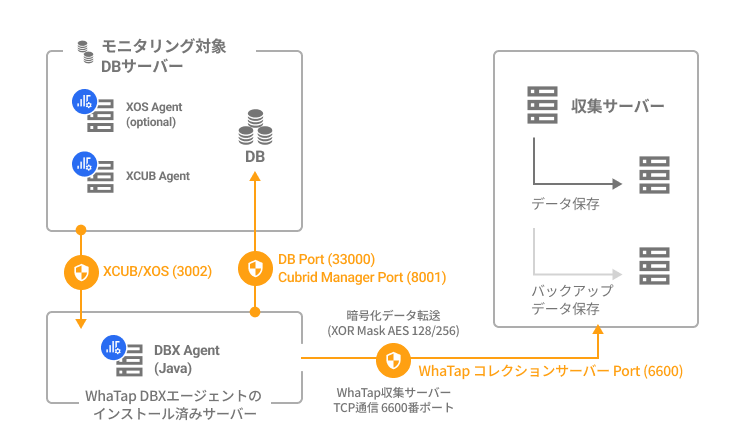 モニタリング対象
DBサーバー
XOS Agent
(optional)
XCUB Agent
DB
XCUB/XOS (3002)
DB Port (33000)
Cubrid Manager Port (8001)
DBX Agent
(Java)
WhaTap DBXエージェントの
インストール済みサーバー
暗号化データ転送
(XOR Mask AES 128/256)
WhaTap コレクションサーバー Port (6600)
WhaTap収集サーバー
TCP通信 6600番ポート
収集サーバー
データ保存
バックアップ
データ保存